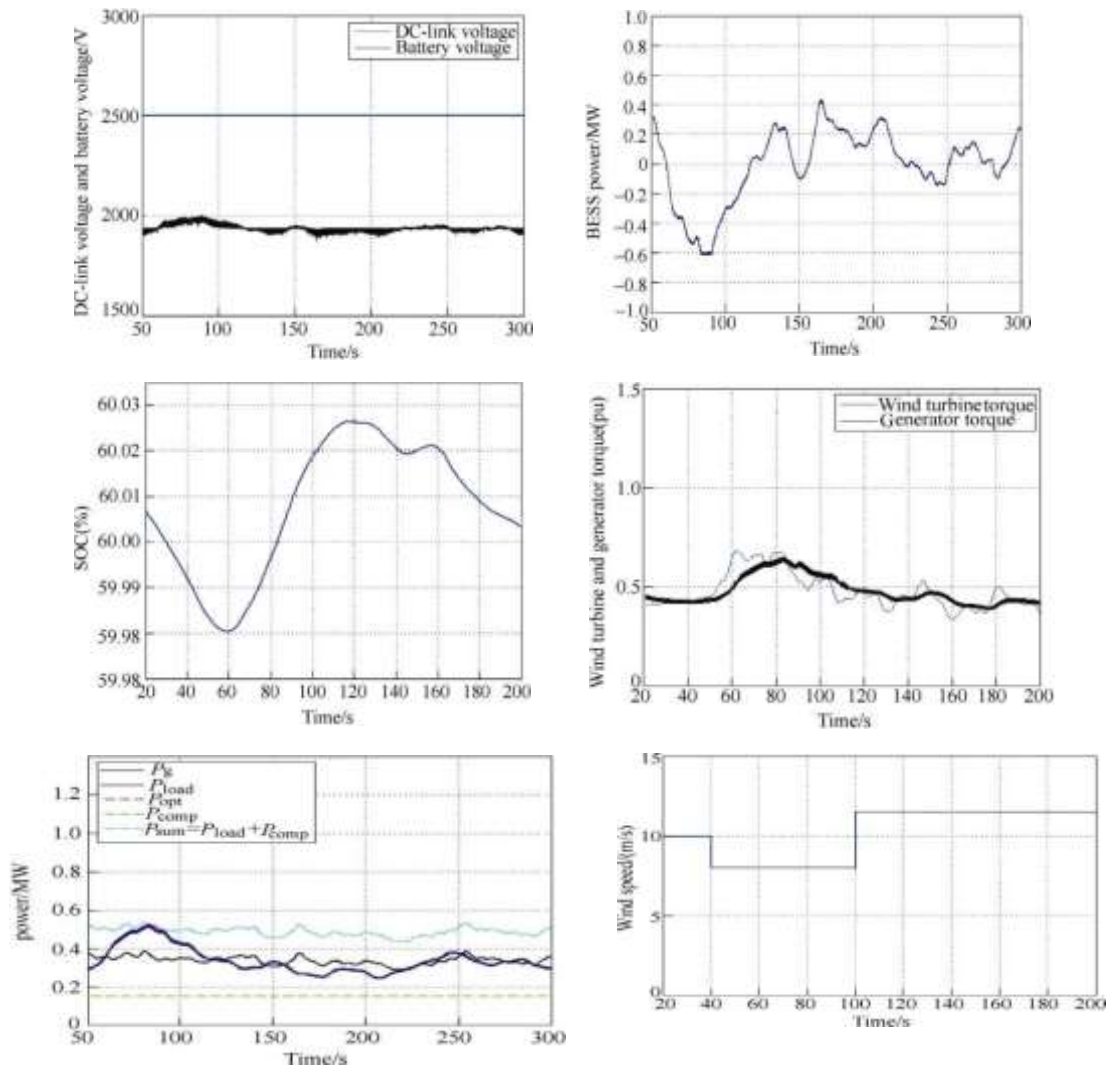 DC-link voltage and battery voltage/V
3000
2500
2000
1500
DC-link voltage
Battery voltage
50 100 150 200 250 300
Time/s
BESS power/MW
1.0
0.8
0.6
0.4
0.2
0
−0.2
−0.4
−0.6
−0.8
−1.0
50 100 150 200 250 300
Time/s
SOC(%)
60.03
60.02
60.01
60.00
59.99
59.98
59.98
20 40 60 80 100 120 140 160 180 200
Time/s
Wind turbine and generator torque(pu)
1.5
1.0
0.5
0
Wind turbine torque
Generator torque
20 40 60 80 100 120 140 160 180 200
Time/s
power/MW
1.2
1.0
0.8
0.6
0.4
0.2
0
Pg
Pload
Popt
Pcomp
Psum=Pload+Pcomp
50 100 150 200 250 300
Time/s
Wind speed/(m/s)
15
10
5
0
20 40 60 80 100 120 140 160 180 200
Time/s